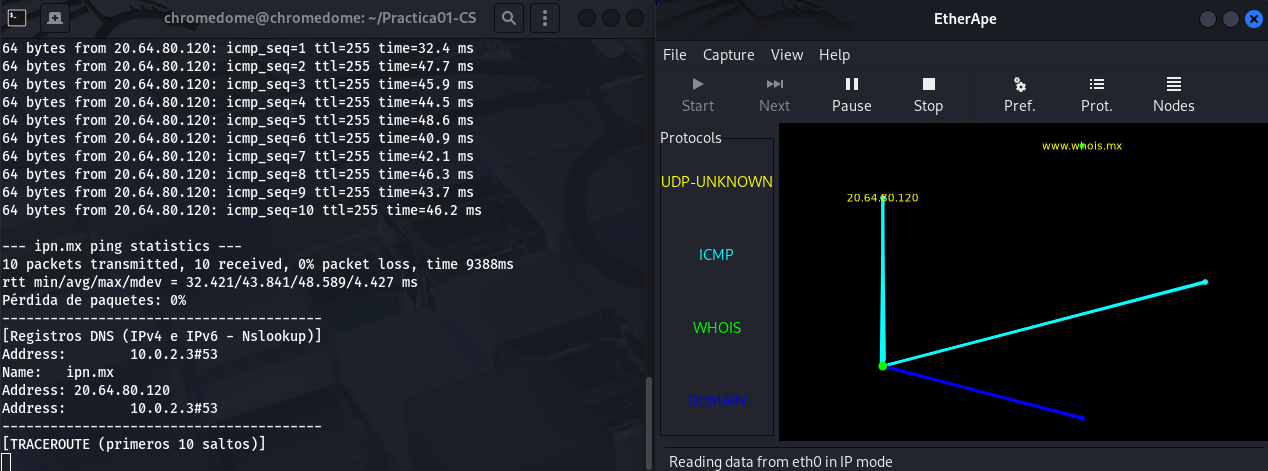 chromedome@chromedome: ~/Practica01-CS
64 bytes from 20.64.80.120: icmp_seq=1 ttl=255 time=32.4 ms
64 bytes from 20.64.80.120: icmp_seq=2 ttl=255 time=47.7 ms
64 bytes from 20.64.80.120: icmp_seq=3 ttl=255 time=45.9 ms
64 bytes from 20.64.80.120: icmp_seq=4 ttl=255 time=44.5 ms
64 bytes from 20.64.80.120: icmp_seq=5 ttl=255 time=48.6 ms
64 bytes from 20.64.80.120: icmp_seq=6 ttl=255 time=40.9 ms
64 bytes from 20.64.80.120: icmp_seq=7 ttl=255 time=42.1 ms
64 bytes from 20.64.80.120: icmp_seq=8 ttl=255 time=46.3 ms
64 bytes from 20.64.80.120: icmp_seq=9 ttl=255 time=43.7 ms
64 bytes from 20.64.80.120: icmp_seq=10 ttl=255 time=46.2 ms
--- ipn.mx ping statistics ---
10 packets transmitted, 10 received, 0% packet loss, time 9388ms
rtt min/avg/max/mdev = 32.421/43.841/48.589/4.427 ms
Pérdida de paquetes: 0%
----------------------------------------
[Registros DNS (IPv4 e IPv6 - Nslookup)]
Address:        10.0.2.3#53
Name:   ipn.mx
Address: 20.64.80.120
Address:        10.0.2.3#53
----------------------------------------
[TRACEROUTE (primeros 10 saltos)]
EtherApe
File Capture View Help
Start Next Pause Stop Pref. Prot. Nodes
Protocols
UDP-UNKNOWN
ICMP
WHOIS
DOMAIN
www.whois.mx
20.64.80.120
Reading data from eth0 in IP mode